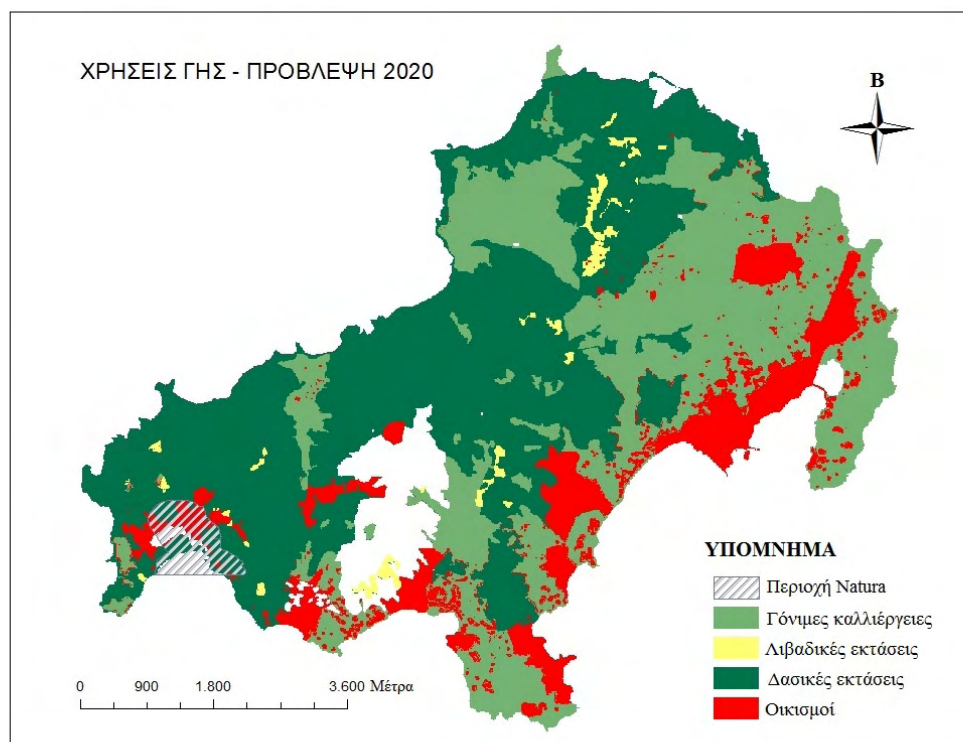 ΧΡΗΣΕΙΣ ΓΗΣ - ΠΡΟΒΛΕΨΗ 2020
Β
ΥΠΟΜΝΗΜΑ
Περιοχή Natura
Γόνιμες καλλιέργειες
Λιβαδικές εκτάσεις
Δασικές εκτάσεις
Οικισμοί
0 900 1.800 3.600 Μέτρα